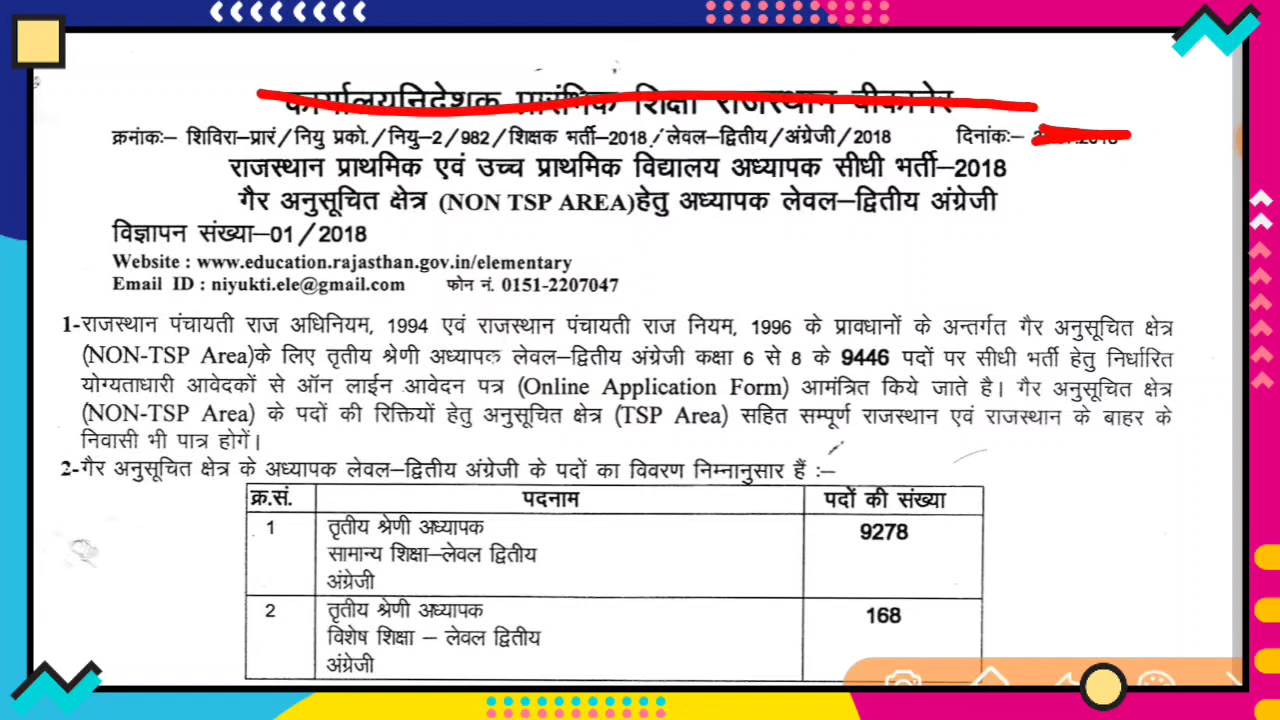 कार्यालयनिदेशक प्रारंभिक शिक्षा राजस्थान बीकानेर
क्रमांकः– शिविरा–प्रारं/नियु प्रको./नियु–2/982/शिक्षक भर्ती–2018/लेवल–द्वितीय/अंग्रेजी/2018 दिनांकः–
राजस्थान प्राथमिक एवं उच्च प्राथमिक विद्यालय अध्यापक सीधी भर्ती–2018
गैर अनुसूचित क्षेत्र (NON TSP AREA)हेतु अध्यापक लेवल–द्वितीय अंग्रेजी
विज्ञापन संख्या–01/2018
Website : www.education.rajasthan.gov.in/elementary
Email ID : niyukti.ele@gmail.com फोन नं. 0151-2207047
1-राजस्थान पंचायती राज अधिनियम, 1994 एवं राजस्थान पंचायती राज नियम, 1996 के प्रावधानों के अन्तर्गत गैर अनुसूचित क्षेत्र
(NON-TSP Area)के लिए तृतीय श्रेणी अध्यापक लेवल–द्वितीय अंग्रेजी कक्षा 6 से 8 के 9446 पदों पर सीधी भर्ती हेतु निर्धारित
योग्यताधारी आवेदकों से ऑन लाईन आवेदन पत्र (Online Application Form) आमंत्रित किये जाते है। गैर अनुसूचित क्षेत्र
(NON-TSP Area) के पदों की रिक्तियों हेतु अनुसूचित क्षेत्र (TSP Area) सहित सम्पूर्ण राजस्थान एवं राजस्थान के बाहर के
निवासी भी पात्र होगें।
2-गैर अनुसूचित क्षेत्र के अध्यापक लेवल–द्वितीय अंग्रेजी के पदों का विवरण निम्नानुसार हैं :–
क्र.सं. पदनाम पदों की संख्या
1 तृतीय श्रेणी अध्यापक 9278
सामान्य शिक्षा–लेवल द्वितीय
अंग्रेजी
2 तृतीय श्रेणी अध्यापक 168
विशेष शिक्षा – लेवल द्वितीय
अंग्रेजी